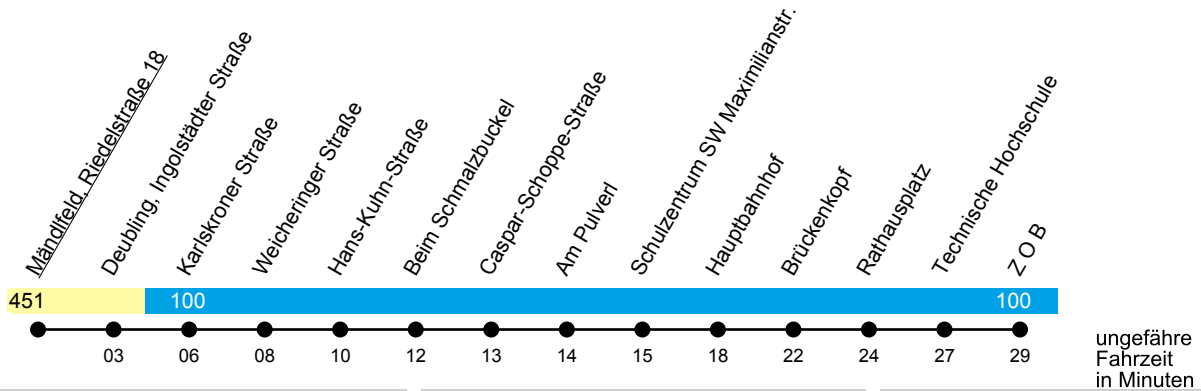 Mändlfeld, Riedelstraße 18
Deubling, Ingolstädter Straße
Karlskroner Straße
Weicheringer Straße
Hans-Kuhn-Straße
Beim Schmalzbuckel
Caspar-Schoppe-Straße
Am Pulverl
Schulzentrum SW Maximilianstr.
Hauptbahnhof
Brückenkopf
Rathausplatz
Technische Hochschule
Z O B
451 100 100
03 06 08 10 12 13 14 15 18 22 24 27 29
ungefähre
Fahrzeit
in Minuten